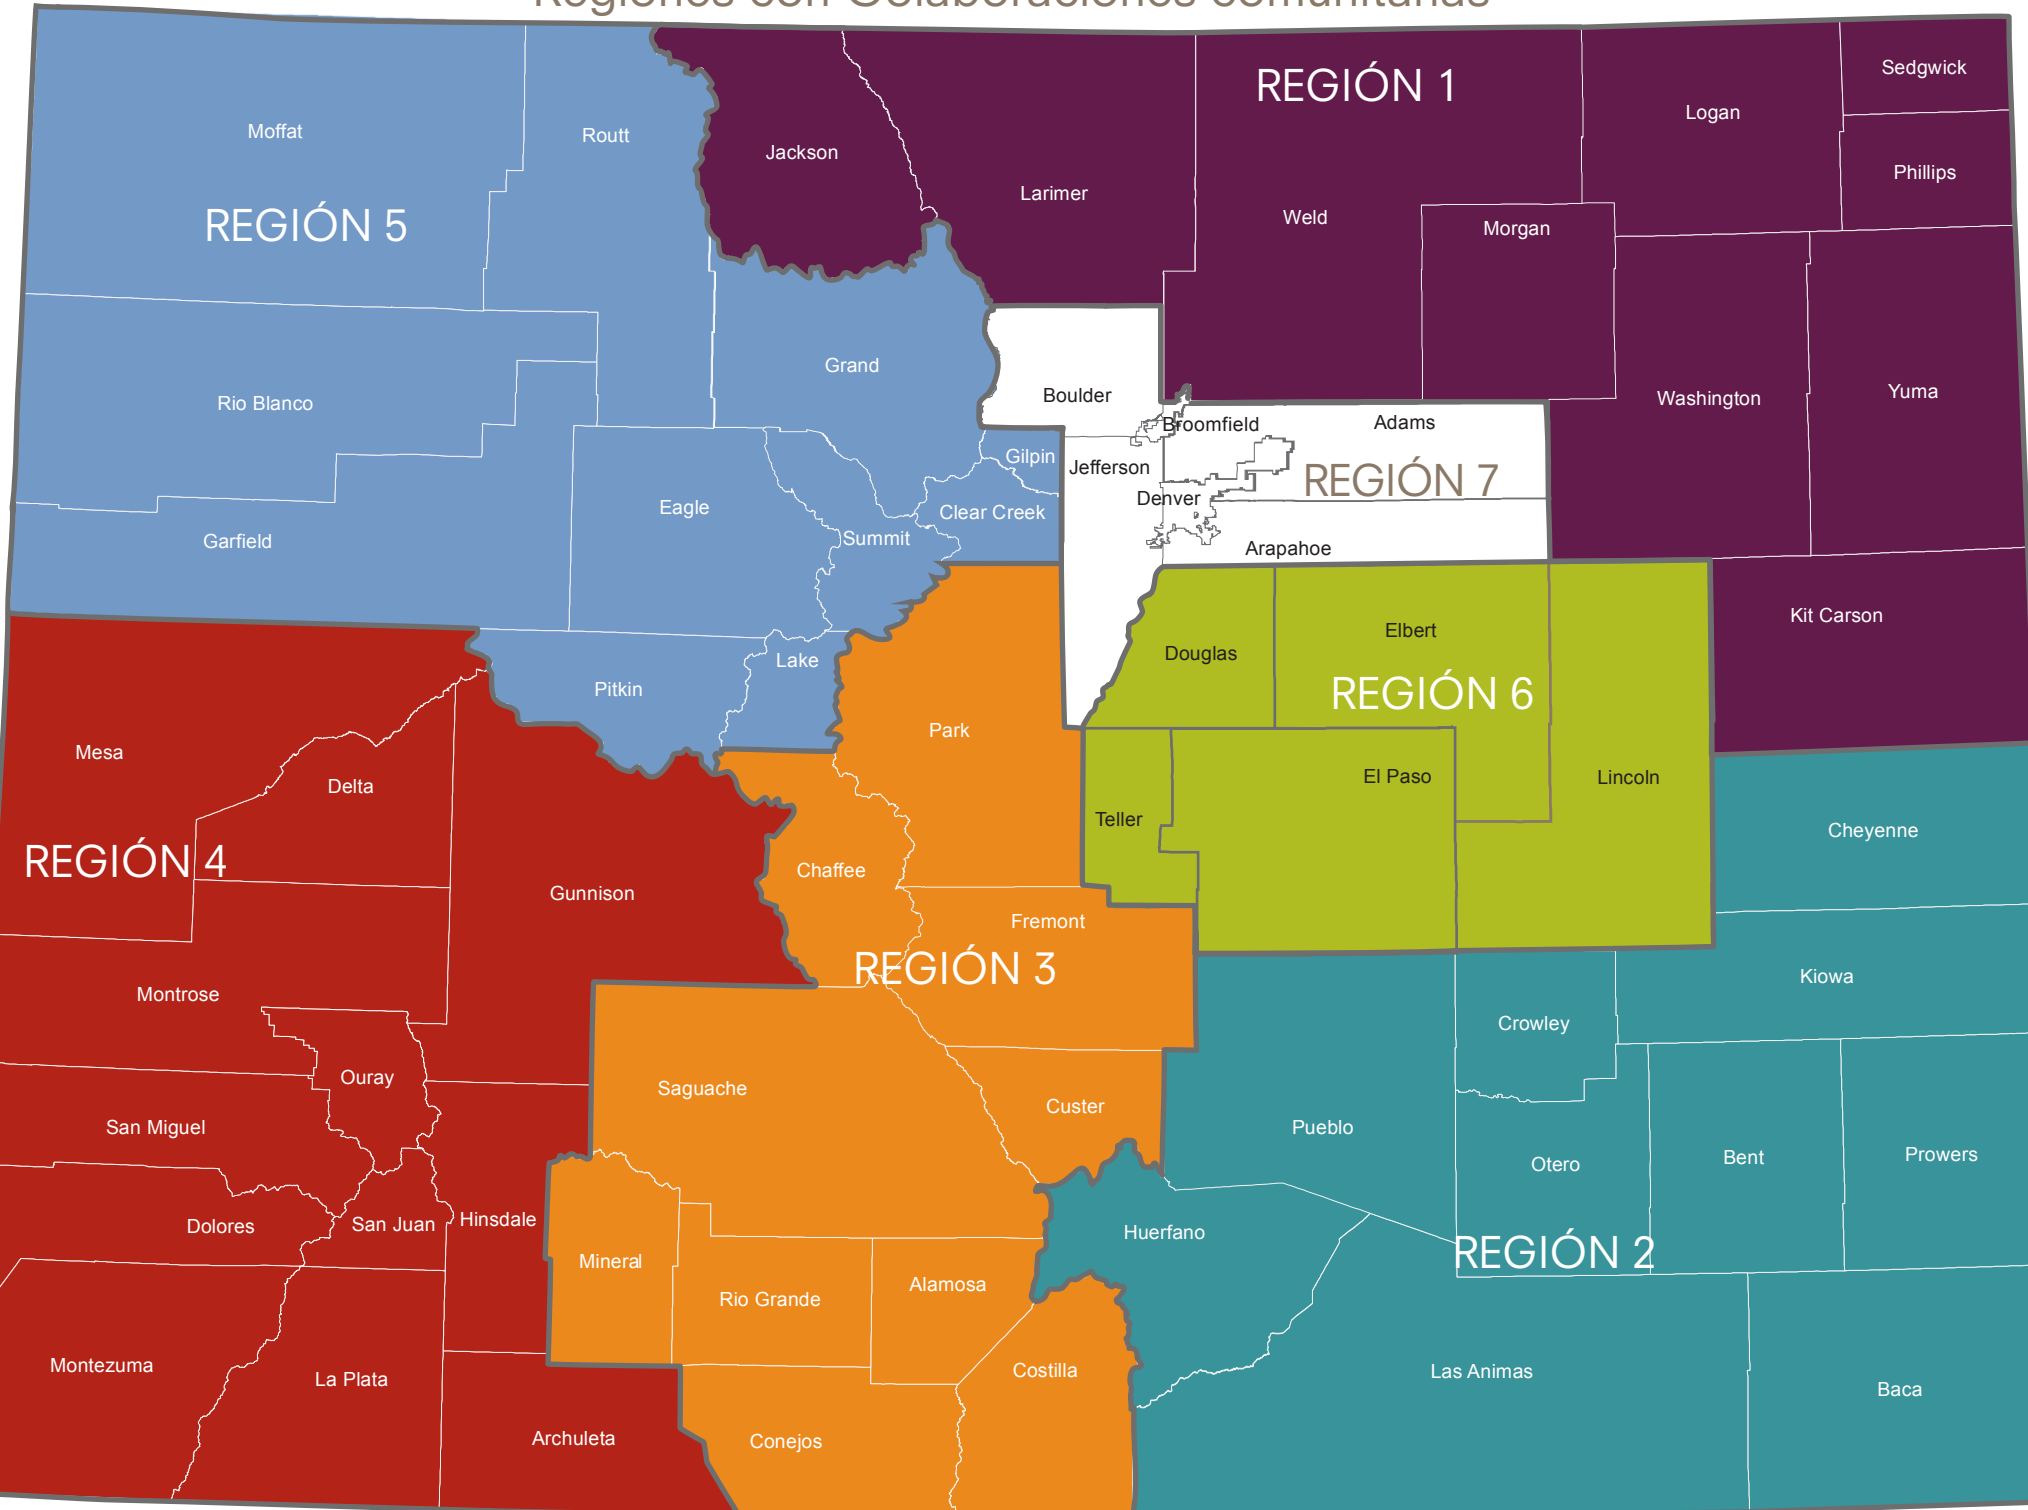 Regiones con Colaboraciones comunitarias
REGIÓN 1
Sedgwick
Logan
Moffat
Routt
Jackson
Phillips
Larimer
Weld
Morgan
REGIÓN 5
Grand
Rio Blanco
Boulder
Washington
Yuma
Broomfield
Adams
Gilpin
Jefferson
REGIÓN 7
Denver
Eagle
Clear Creek
Garfield
Summit
Arapahoe
Kit Carson
Elbert
Douglas
Lake
Pitkin
REGIÓN 6
Park
Mesa
Delta
El Paso
Lincoln
Teller
Cheyenne
REGIÓN 4
Chaffee
Gunnison
Fremont
REGIÓN 3
Kiowa
Montrose
Crowley
Ouray
Saguache
Custer
San Miguel
Pueblo
Otero
Bent
Prowers
Dolores
San Juan
Hinsdale
Huerfano
REGIÓN 2
Mineral
Rio Grande
Alamosa
Montezuma
La Plata
Costilla
Las Animas
Baca
Archuleta
Conejos